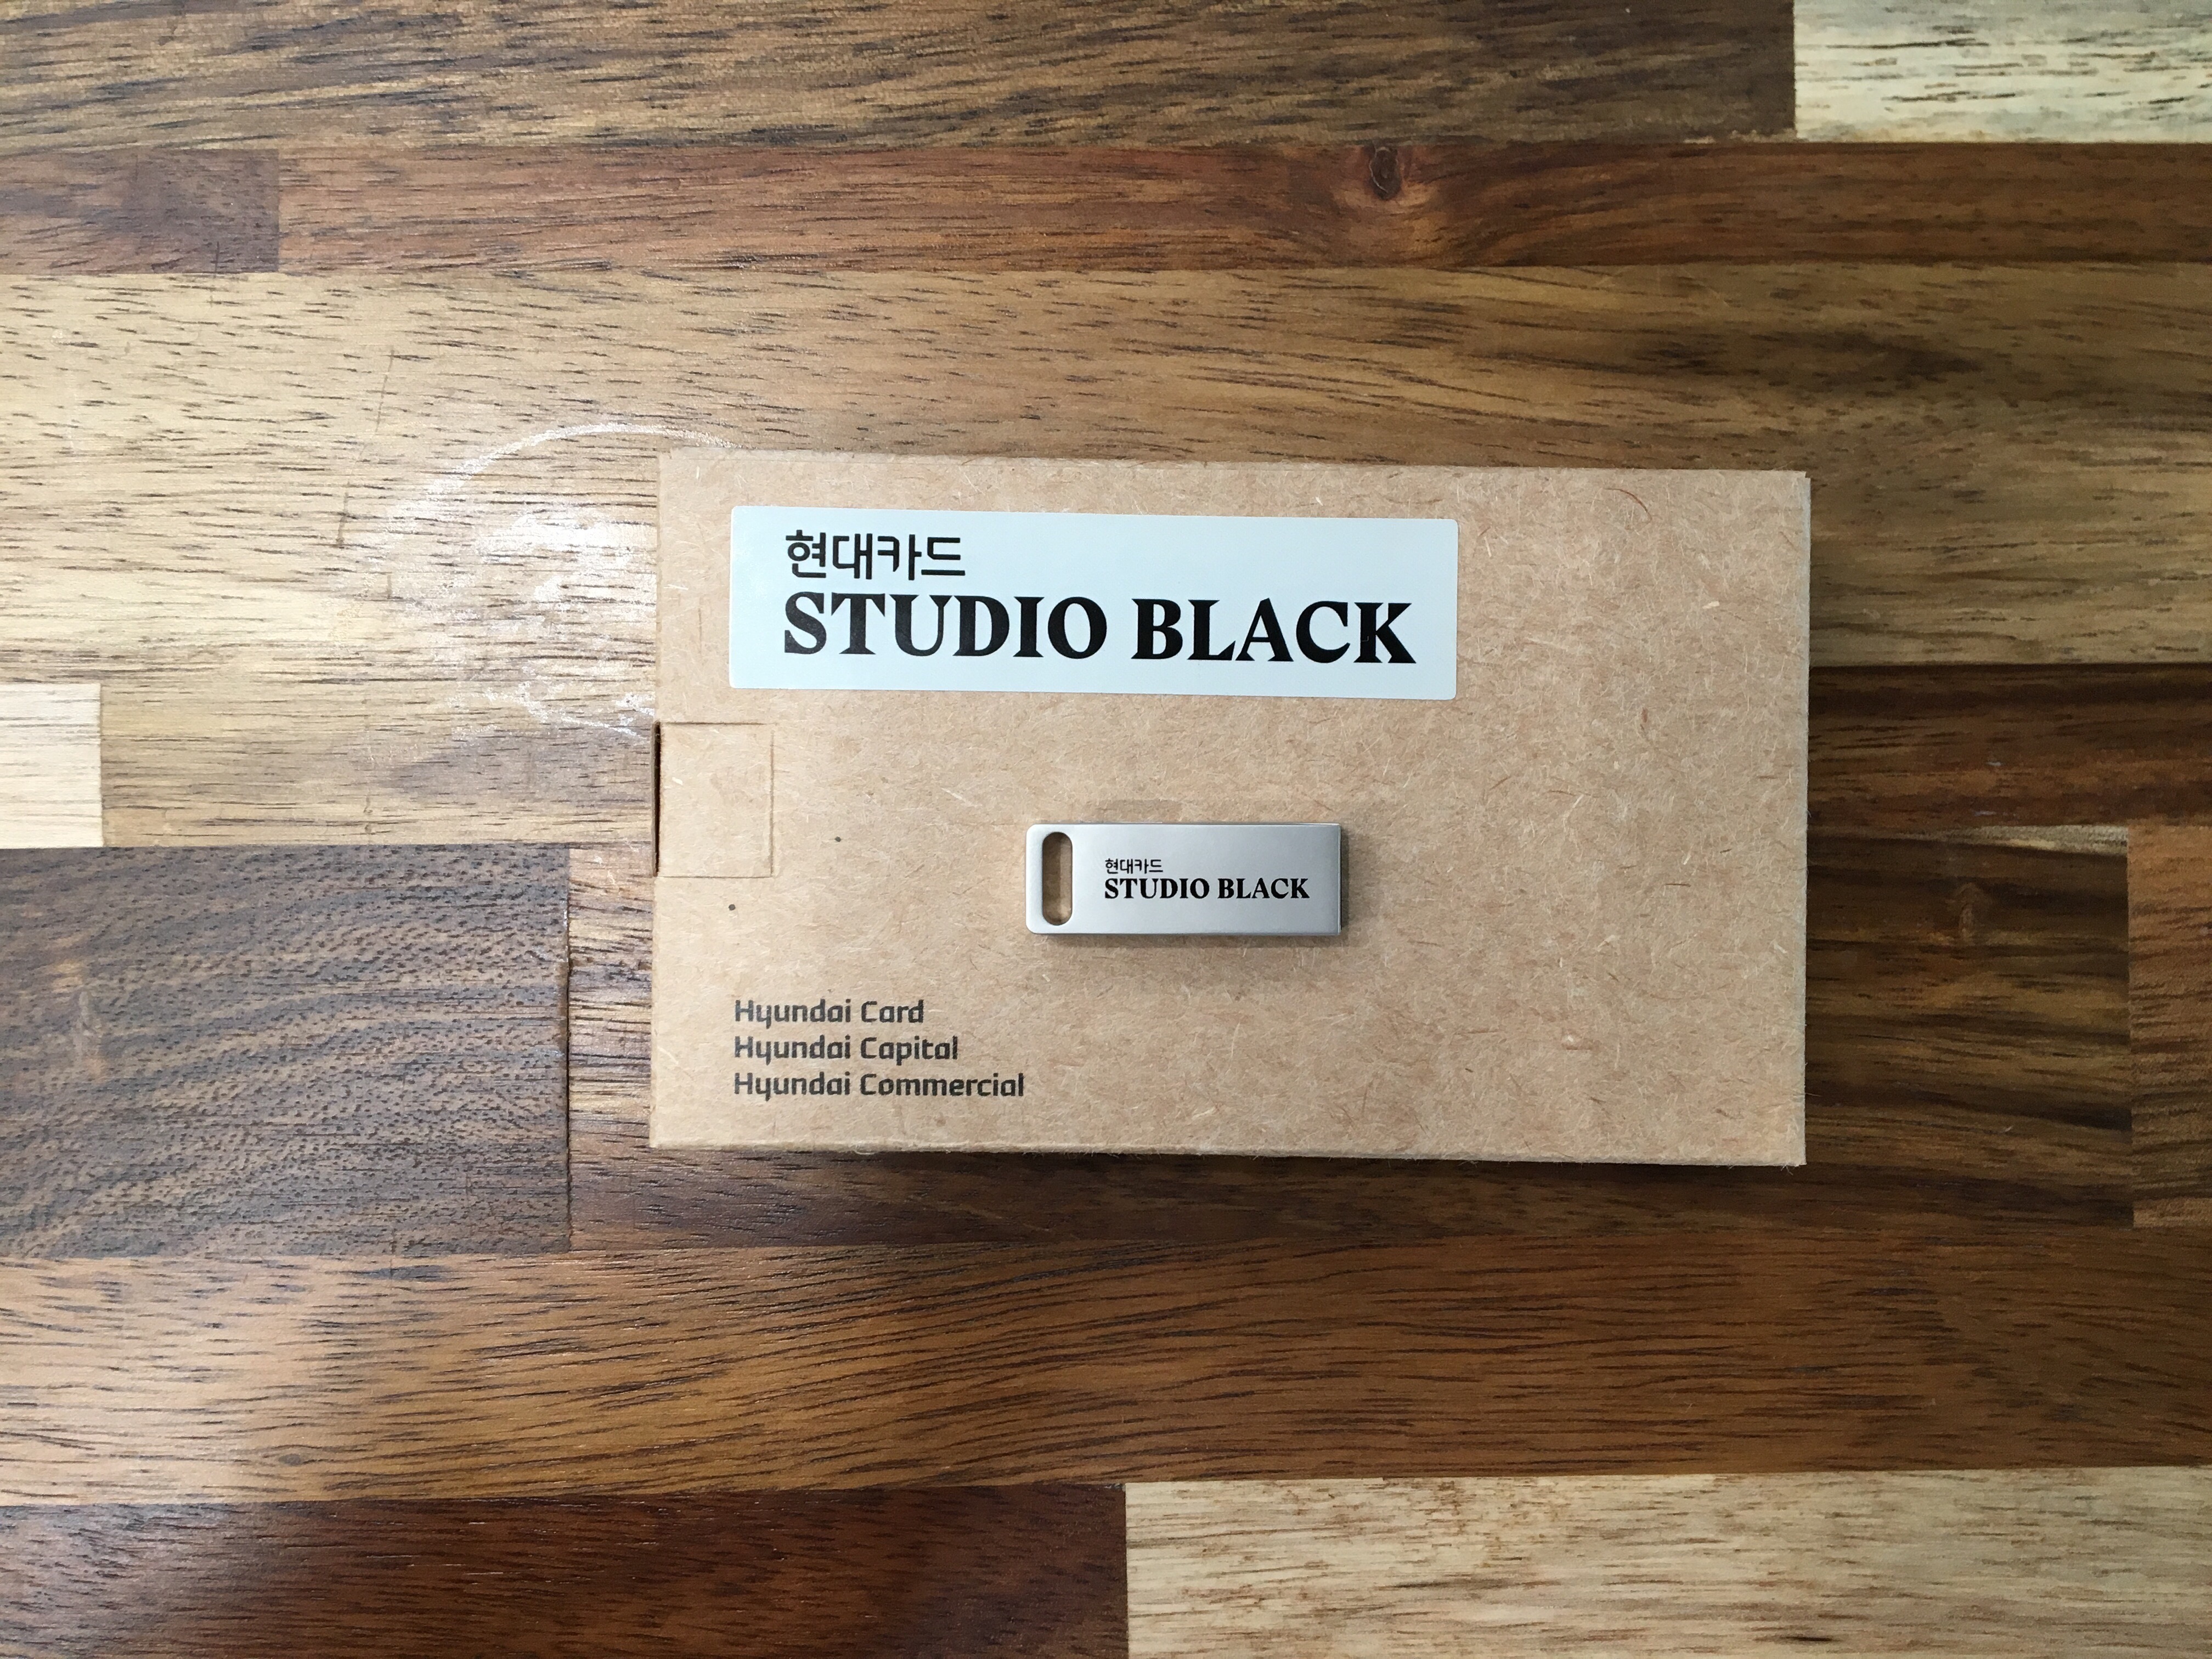 현대카드
STUDIO BLACK
현대카드
STUDIO BLACK
Hyundai Card
Hyundai Capital
Hyundai Commercial